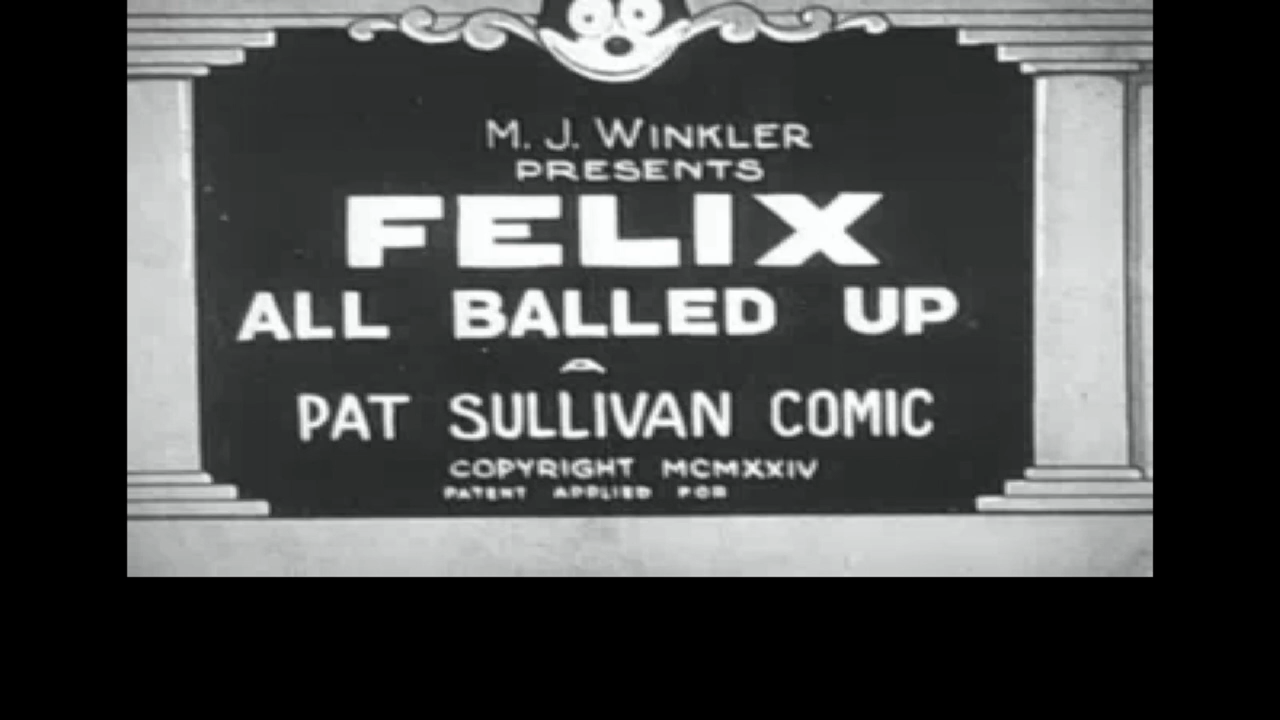 M. J. WINKLER
PRESENTS
FELIX
ALL BALLED UP
A
PAT SULLIVAN COMIC
COPYRIGHT MCMXXIV
PATENT APPLIED FOR